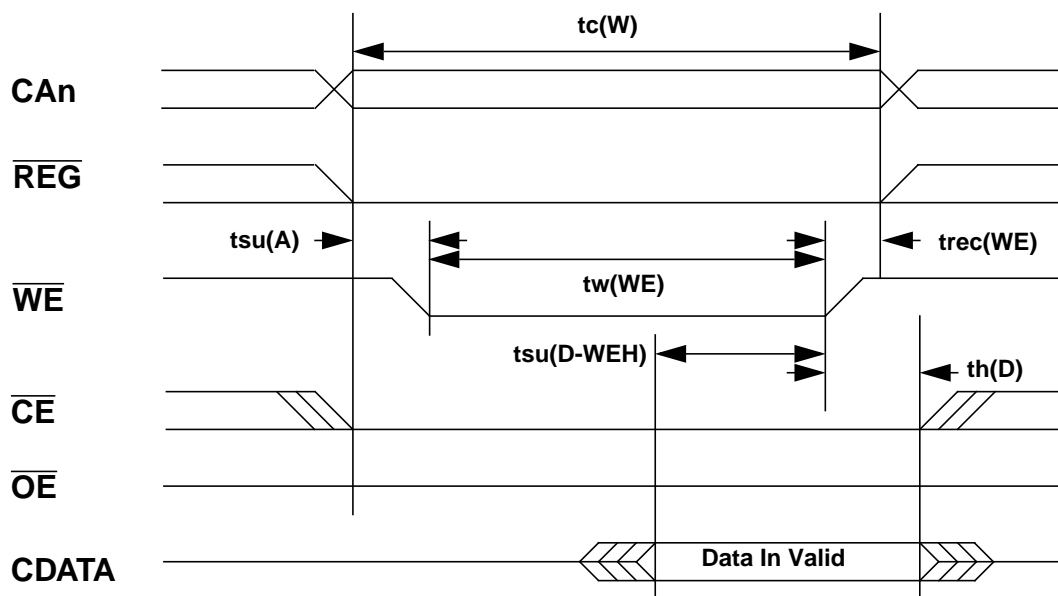 tc(W)
CAn
REG
tsu(A)
trec(WE)
WE
tw(WE)
tsu(D-WEH)
th(D)
CE
OE
CDATA
Data In Valid